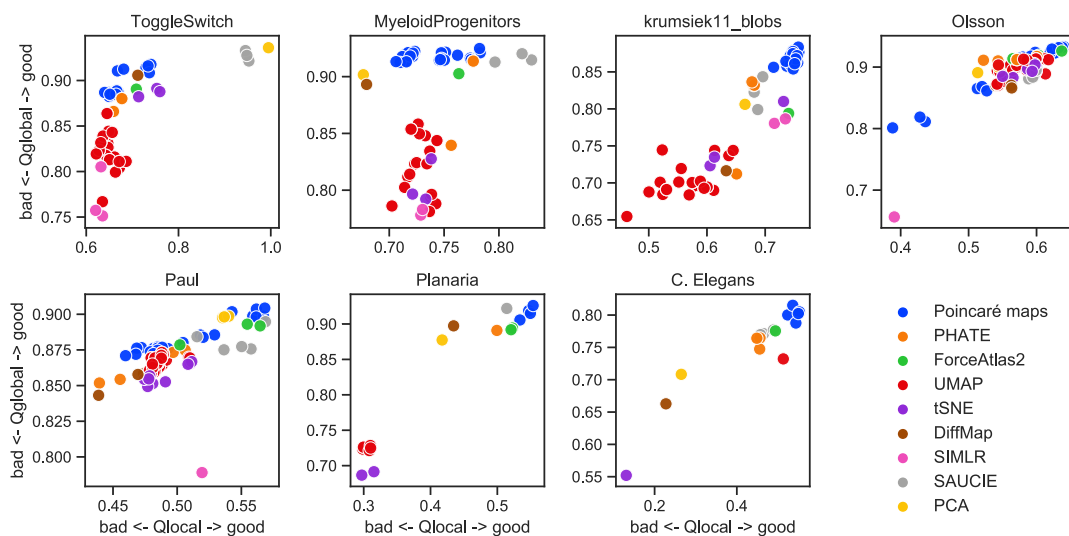 ToggleSwitch
MyeloidProgenitors
krumsiek11_blobs
Olsson
bad <- Qglobal -> good
0.90
0.85
0.80
0.75
0.6
0.8
1.0
0.90
0.85
0.80
0.70
0.75
0.80
0.85
0.80
0.75
0.70
0.65
0.5
0.6
0.7
0.9
0.8
0.7
0.4
0.5
0.6
Paul
Planaria
C. Elegans
bad <- Qglobal -> good
0.900
0.875
0.850
0.825
0.800
0.45
0.50
0.55
bad <- Qlocal -> good
0.90
0.85
0.80
0.75
0.70
0.3
0.4
0.5
bad <- Qlocal -> good
0.80
0.75
0.70
0.65
0.60
0.55
0.2
0.4
bad <- Qlocal -> good
Poincaré maps
PHATE
ForceAtlas2
UMAP
tSNE
DiffMap
SIMLR
SAUCIE
PCA